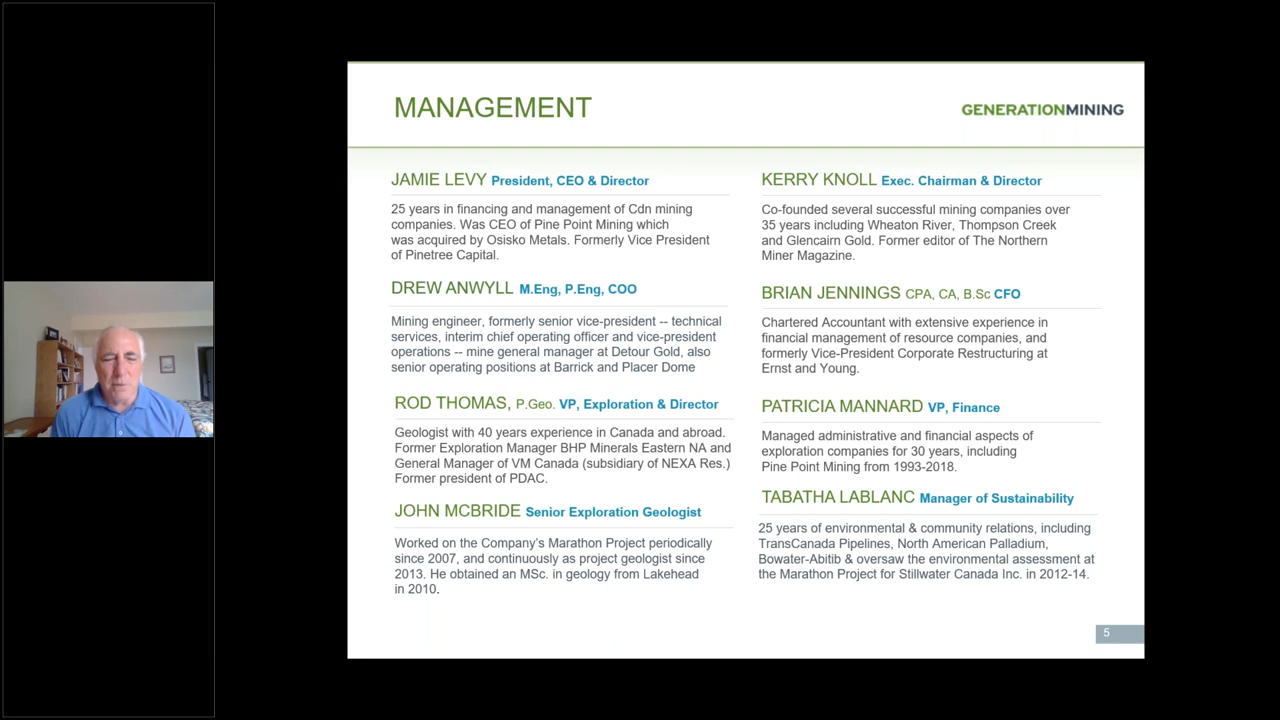 MANAGEMENT
GENERATIONMINING
JAMIE LEVY President, CEO & Director
25 years in financing and management of Cdn mining
companies. Was CEO of Pine Point Mining which
was acquired by Osisko Metals. Formerly Vice President
of Pinetree Capital.
DREW ANWYLL M.Eng, P.Eng, COO
Mining engineer, formerly senior vice-president -- technical
services, interim chief operating officer and vice-president
operations -- mine general manager at Detour Gold, also
senior operating positions at Barrick and Placer Dome
ROD THOMAS, P.Geo. VP, Exploration & Director
Geologist with 40 years experience in Canada and abroad.
Former Exploration Manager BHP Minerals Eastern NA and
General Manager of VM Canada (subsidiary of NEXA Res.)
Former president of PDAC.
JOHN MCBRIDE Senior Exploration Geologist
Worked on the Company's Marathon Project periodically
since 2007, and continuously as project geologist since
2013. He obtained an MSc. in geology from Lakehead
in 2010.
KERRY KNOLL Exec. Chairman & Director
Co-founded several successful mining companies over
35 years including Wheaton River, Thompson Creek
and Glencairn Gold. Former editor of The Northern
Miner Magazine.
BRIAN JENNINGS CPA, CA, B.Sc CFO
Chartered Accountant with extensive experience in
financial management of resource companies, and
formerly Vice-President Corporate Restructuring at
Ernst and Young.
PATRICIA MANNARD VP, Finance
Managed administrative and financial aspects of
exploration companies for 30 years, including
Pine Point Mining from 1993-2018.
TABATHA LABLANC Manager of Sustainability
25 years of environmental & community relations, including
TransCanada Pipelines, North American Palladium,
Bowater-Abitib & oversaw the environmental assessment at
the Marathon Project for Stillwater Canada Inc. in 2012-14.
5